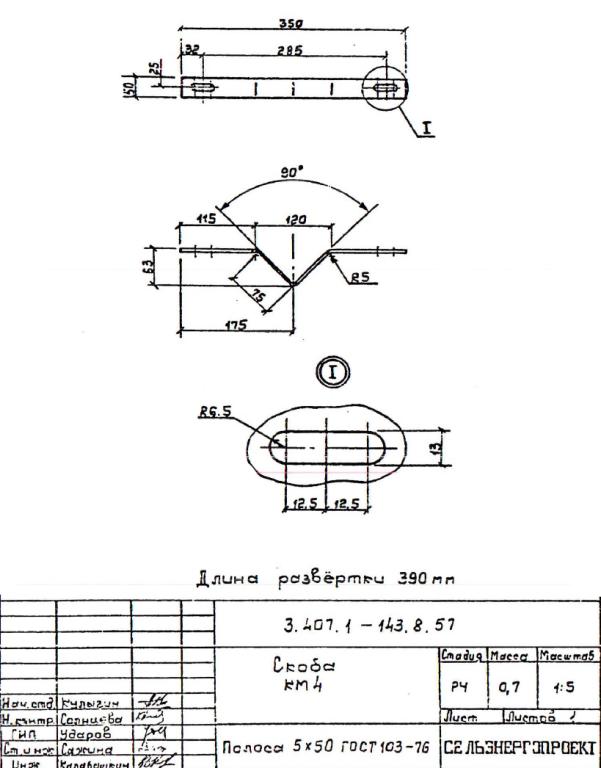 350
32 285
25
50
I
90°
115 120
63
75
R5
175
I
R6.5
13
12.5 12.5
Длина развёртки 390 mm
3.407.1 – 143.8.57
Скоба
КМ4
Стадия Масса Масштаб
РЧ 0,7 1:5
Лист Листов 1
Нач.отд. Кулыгин
Н.контр. Солнцева
ГИП Ударов
Ст.инж Сажина
Инж Калабашкин
Полоса 5×50 ГОСТ 103-76
СЕЛЬЭНЕРГОПРОЕКТ